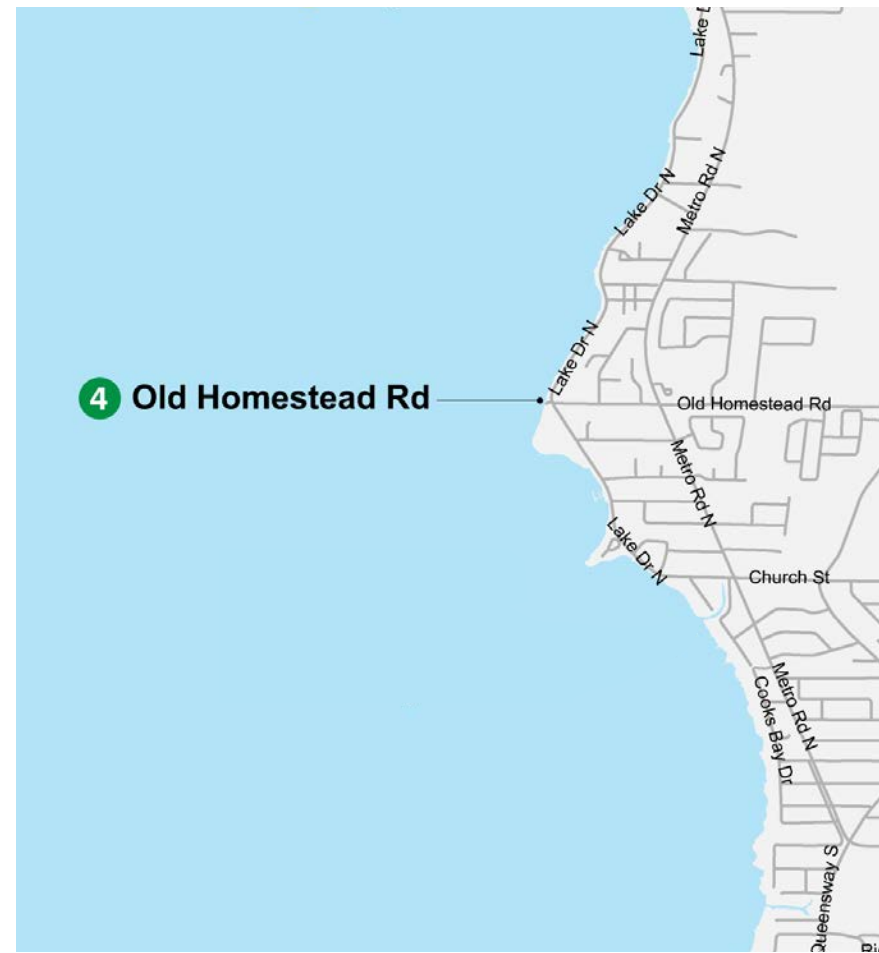 Lake D
Metro Rd N
Lake Dr N
Lake Dr N
4 Old Homestead Rd
Old Homestead Rd
Metro Rd N
Lake Dr N
Church St
Metro Rd N
Cooks Bay Dr
Queensway S